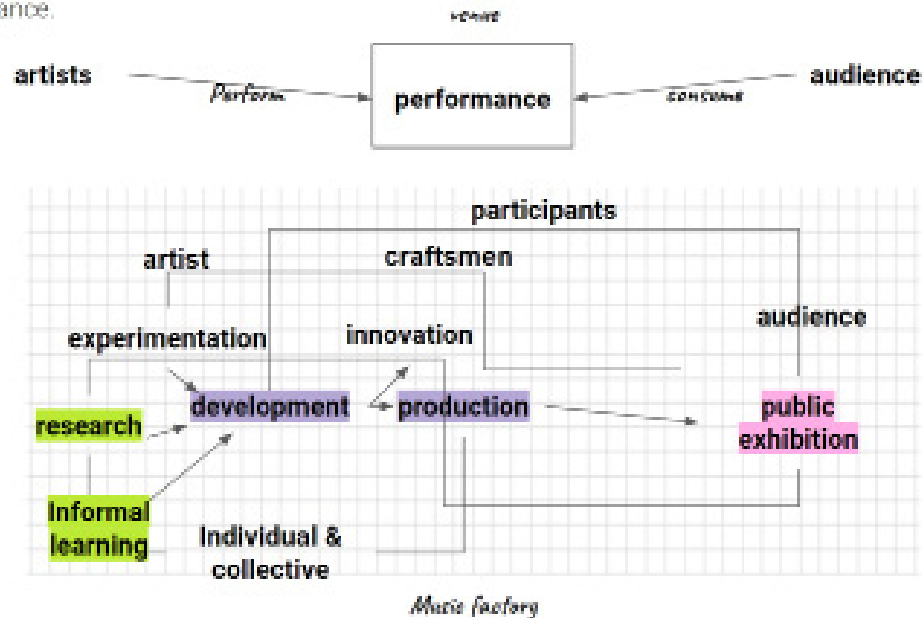 ance.
venue
artists
Perform
performance
consume
audience
participants
artist
craftsmen
audience
experimentation
innovation
development
production
public
exhibition
research
Informal
learning
Individual &
collective
Music factory